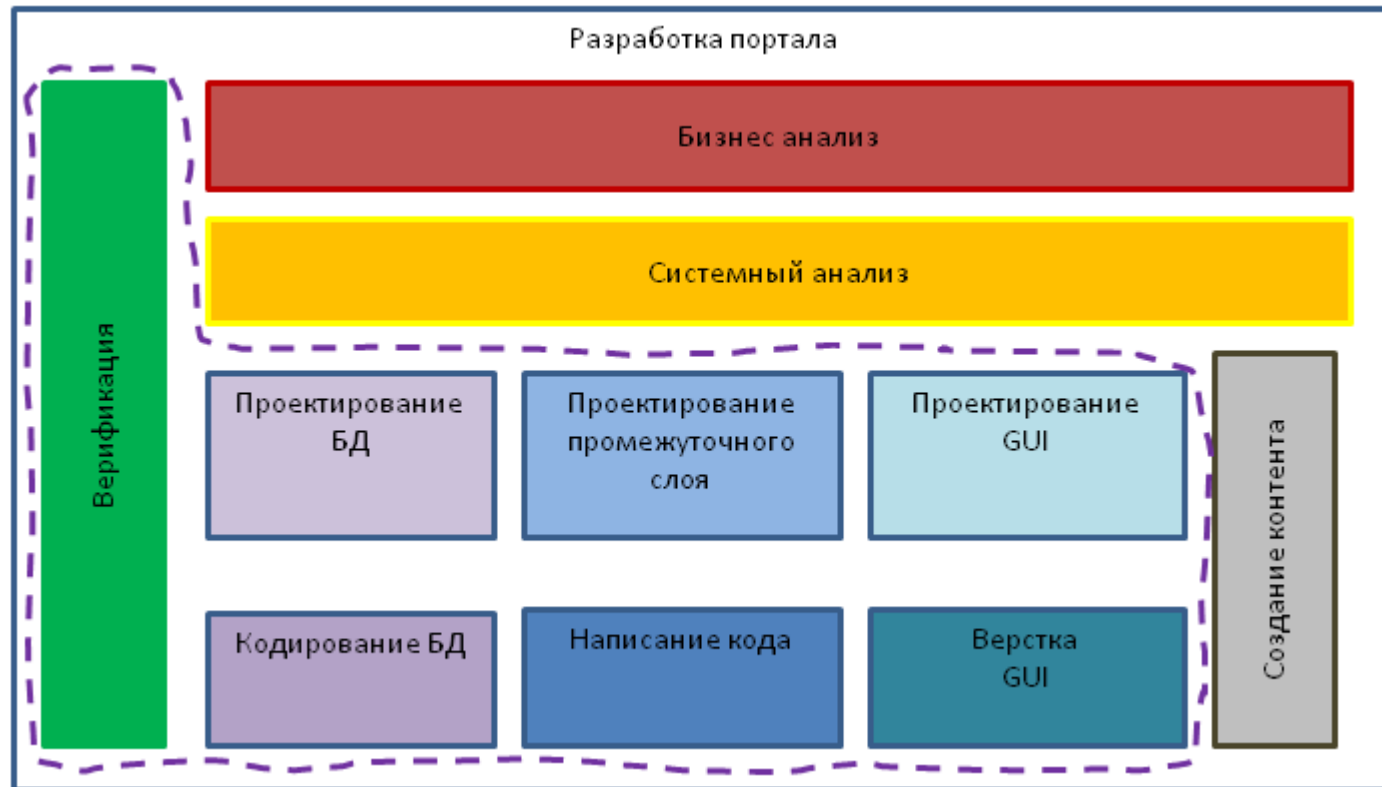 Разработка портала
Бизнес анализ
Системный анализ
Верификация
Проектирование
БД
Проектирование
промежуточного
слоя
Проектирование
GUI
Создание контента
Кодирование БД
Написание кода
Верстка
GUI